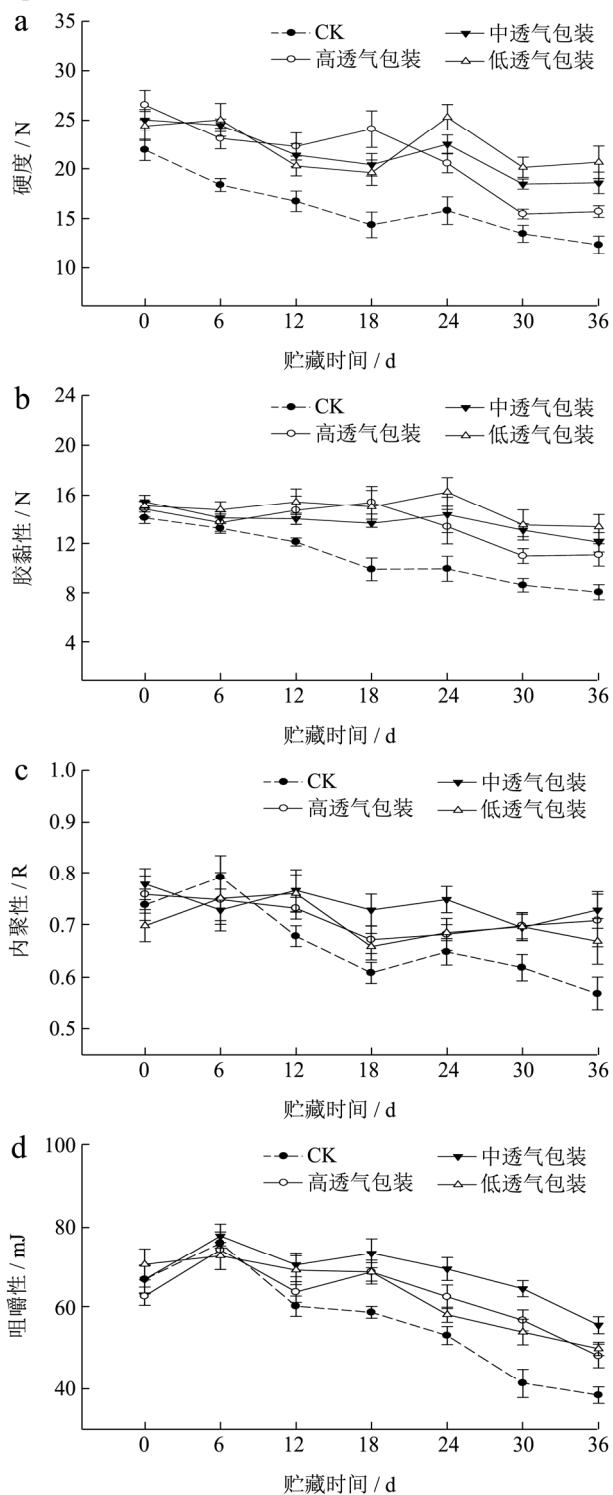 a
35
30
25
20
15
10
硬度 / N
CK
高透气包装
中透气包装
低透气包装
0 6 12 18 24 30 36
贮藏时间 / d
b
24
20
16
12
8
4
胶黏性 / N
CK
高透气包装
中透气包装
低透气包装
0 6 12 18 24 30 36
贮藏时间 / d
c
1.0
0.9
0.8
0.7
0.6
0.5
内聚性 / R
CK
高透气包装
中透气包装
低透气包装
0 6 12 18 24 30 36
贮藏时间 / d
d
100
80
60
40
咀嚼性 / mJ
CK
高透气包装
中透气包装
低透气包装
0 6 12 18 24 30 36
贮藏时间 / d